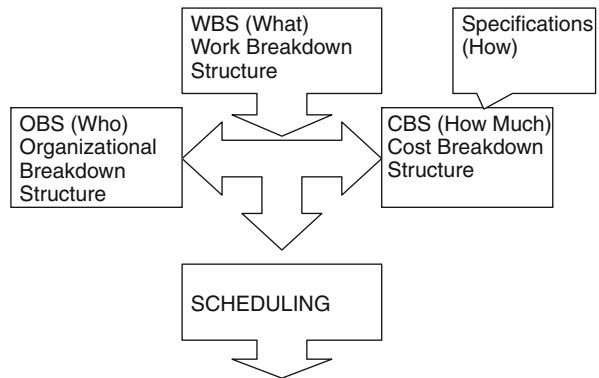 WBS (What)
Work Breakdown
Structure
Specifications
(How)
OBS (Who)
Organizational
Breakdown
Structure
CBS (How Much)
Cost Breakdown
Structure
SCHEDULING